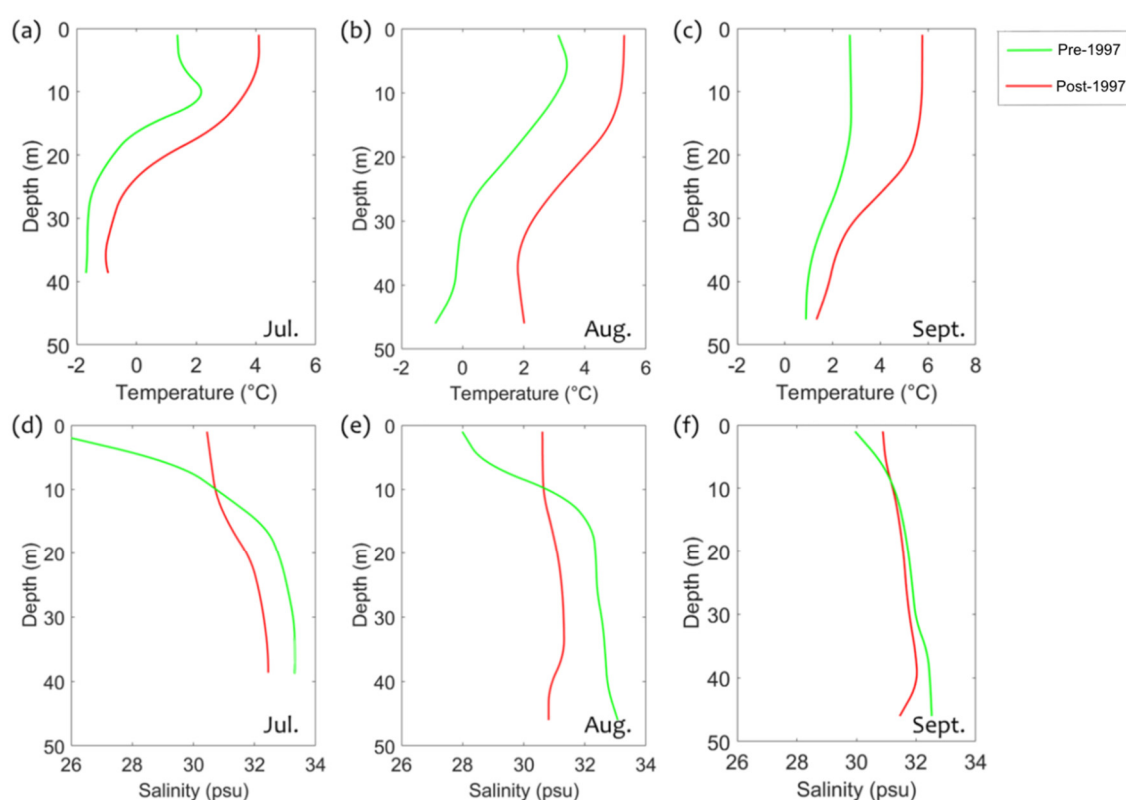 (a)
0
10
20
30
40
50
Depth (m)
Jul.
-2 0 2 4 6
Temperature (°C)
(b)
0
10
20
30
40
50
Depth (m)
Aug.
-2 0 2 4 6
Temperature (°C)
(c)
0
10
20
30
40
50
Depth (m)
Sept.
-2 0 2 4 6 8
Temperature (°C)
Pre-1997
Post-1997
(d)
0
10
20
30
40
50
Depth (m)
Jul.
26 28 30 32 34
Salinity (psu)
(e)
0
10
20
30
40
50
Depth (m)
Aug.
26 28 30 32 34
Salinity (psu)
(f)
0
10
20
30
40
50
Depth (m)
Sept.
26 28 30 32 34
Salinity (psu)